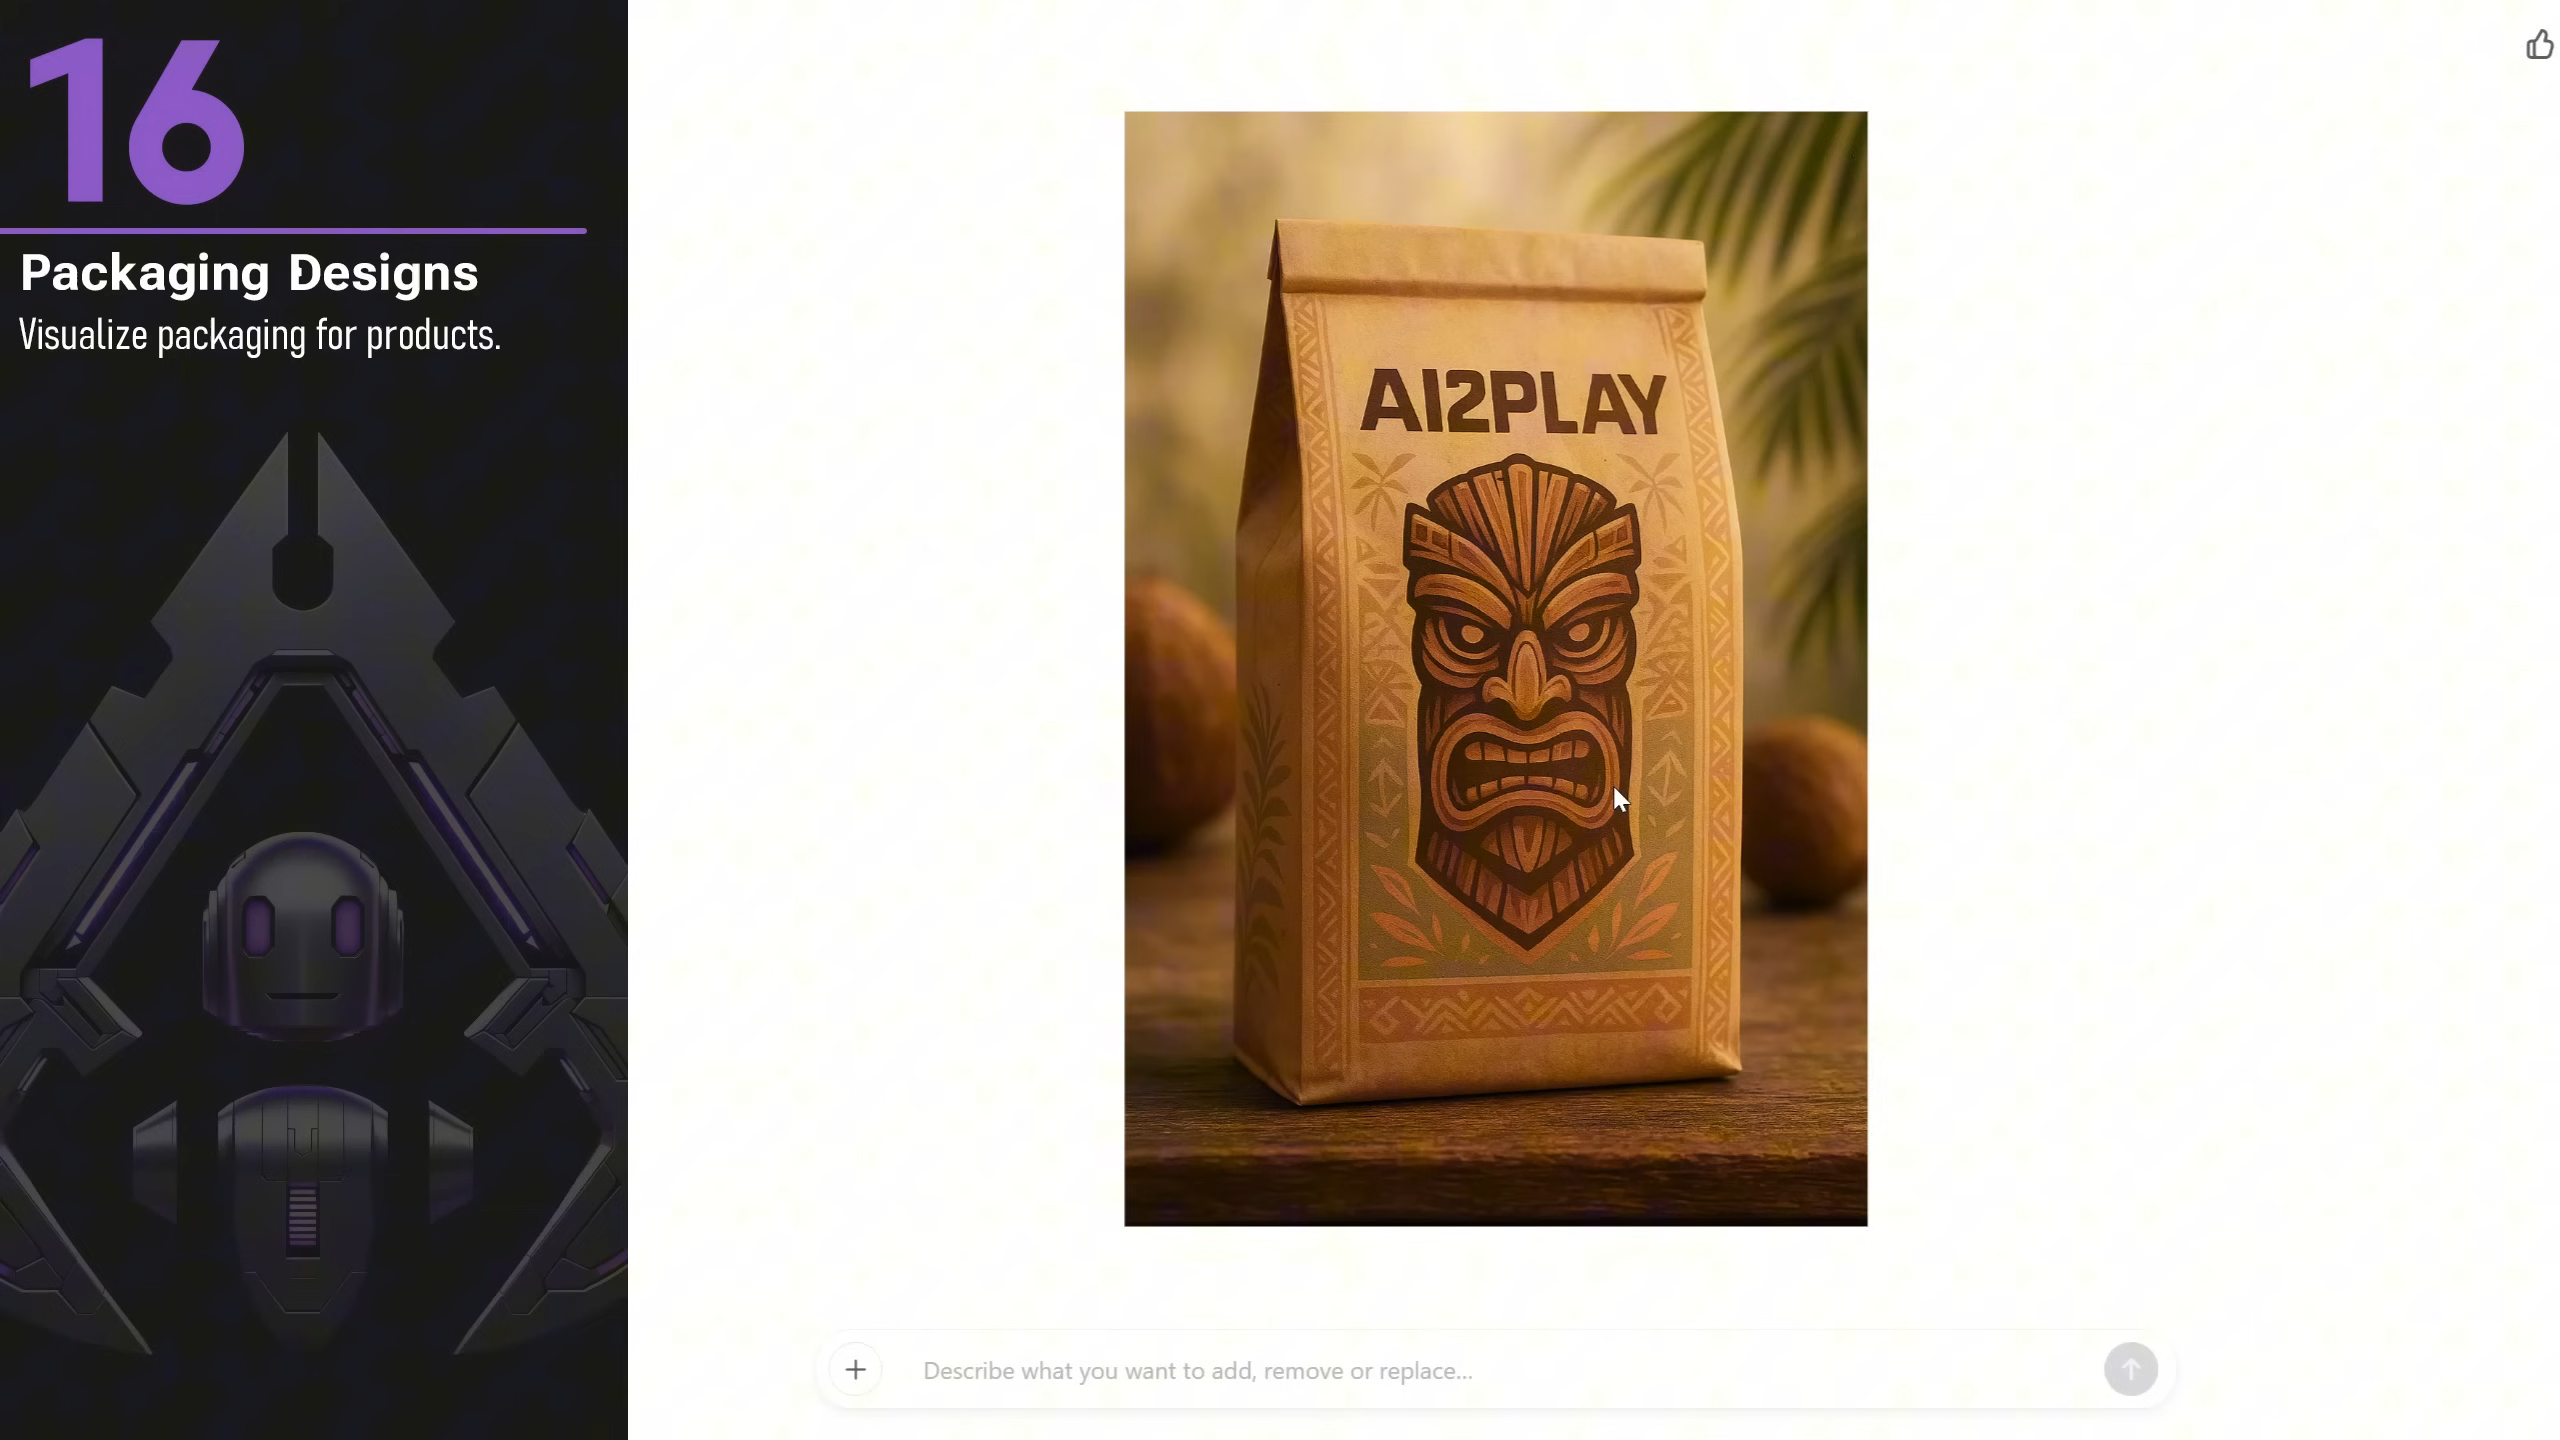 16
Packaging Designs
Visualize packaging for products.
AI2PLAY
Describe what you want to add, remove or replace...